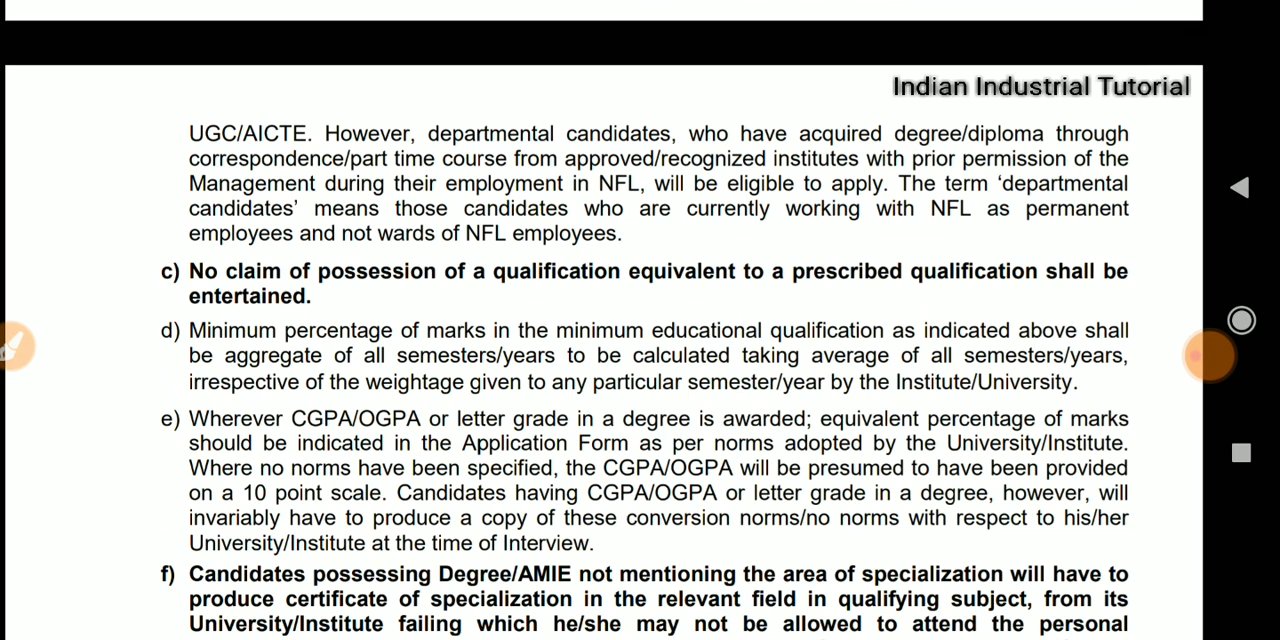 Indian Industrial Tutorial
UGC/AICTE. However, departmental candidates, who have acquired degree/diploma through
correspondence/part time course from approved/recognized institutes with prior permission of the
Management during their employment in NFL, will be eligible to apply. The term ‘departmental
candidates’ means those candidates who are currently working with NFL as permanent
employees and not wards of NFL employees.
c) No claim of possession of a qualification equivalent to a prescribed qualification shall be
entertained.
d) Minimum percentage of marks in the minimum educational qualification as indicated above shall
be aggregate of all semesters/years to be calculated taking average of all semesters/years,
irrespective of the weightage given to any particular semester/year by the Institute/University.
e) Wherever CGPA/OGPA or letter grade in a degree is awarded; equivalent percentage of marks
should be indicated in the Application Form as per norms adopted by the University/Institute.
Where no norms have been specified, the CGPA/OGPA will be presumed to have been provided
on a 10 point scale. Candidates having CGPA/OGPA or letter grade in a degree, however, will
invariably have to produce a copy of these conversion norms/no norms with respect to his/her
University/Institute at the time of Interview.
f) Candidates possessing Degree/AMIE not mentioning the area of specialization will have to
produce certificate of specialization in the relevant field in qualifying subject, from its
University/Institute failing which he/she may not be allowed to attend the personal